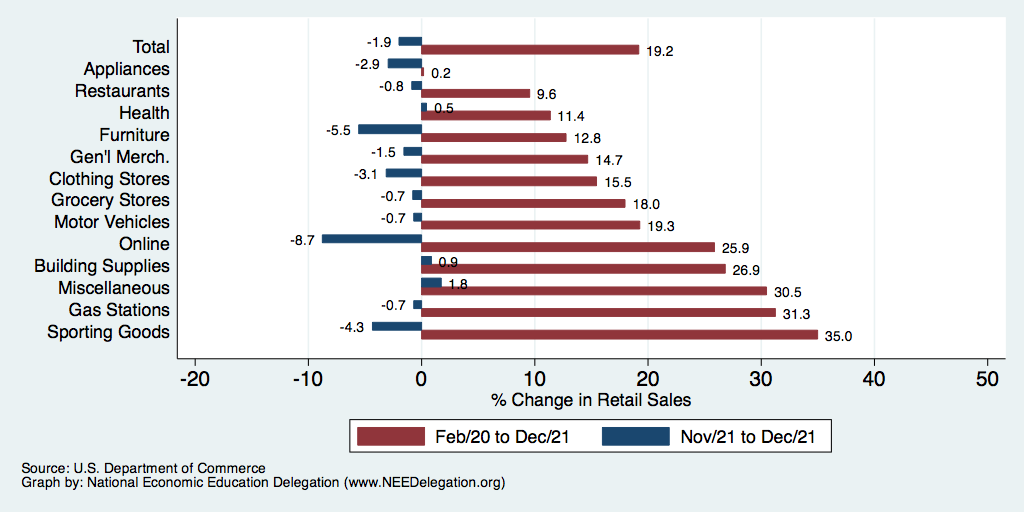 Total -1.9 19.2
Appliances -2.9 0.2
Restaurants -0.8 9.6
Health 0.5 11.4
Furniture -5.5 12.8
Gen'l Merch. -1.5 14.7
Clothing Stores -3.1 15.5
Grocery Stores -0.7 18.0
Motor Vehicles -0.7 19.3
Online -8.7 25.9
Building Supplies 0.9 26.9
Miscellaneous 1.8 30.5
Gas Stations -0.7 31.3
Sporting Goods -4.3 35.0
-20 -10 0 10 20 30 40 50
% Change in Retail Sales
Feb/20 to Dec/21 Nov/21 to Dec/21
Source: U.S. Department of Commerce
Graph by: National Economic Education Delegation (www.NEEDelegation.org)